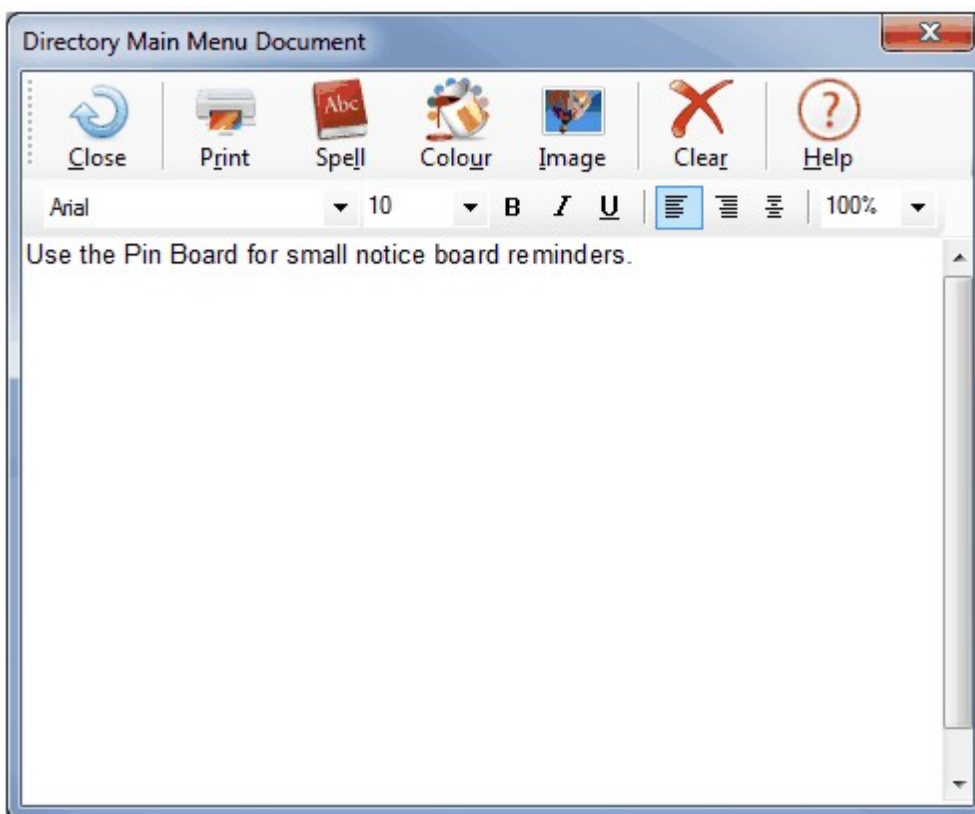 Directory Main Menu Document
x
Abc
Close Print Spell Colour Image Clear Help
Arial 10 B I U 100%
Use the Pin Board for small notice board reminders.